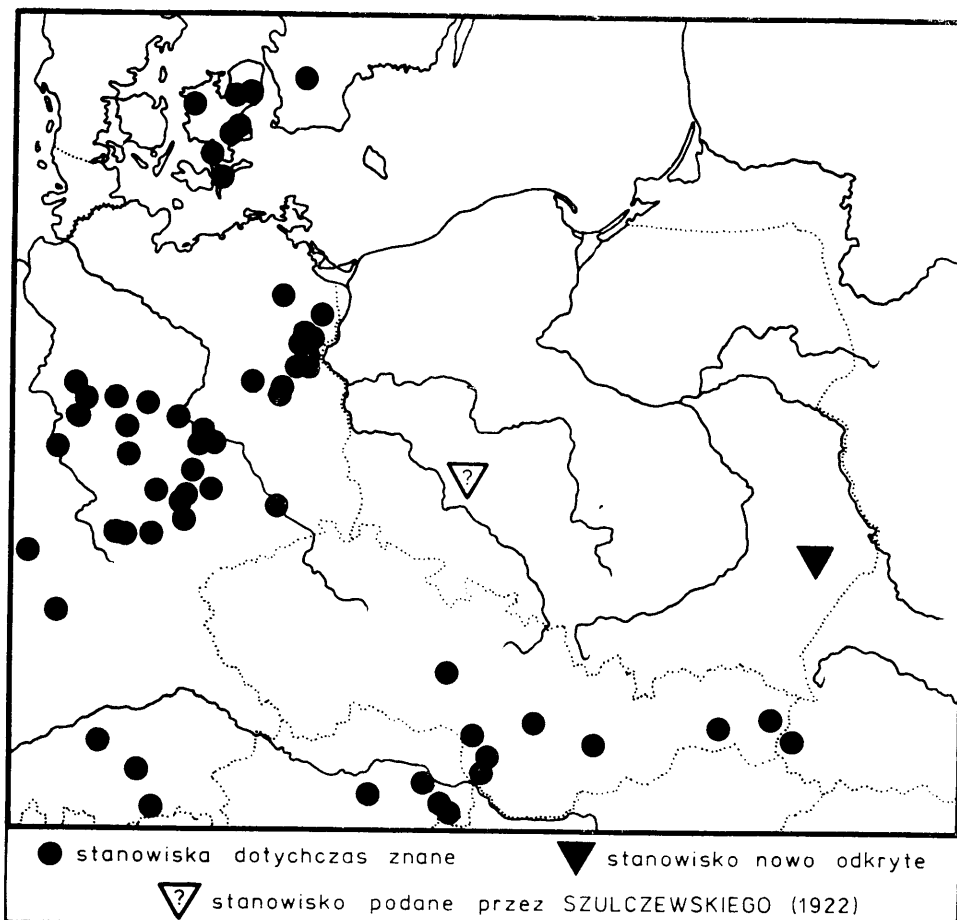 ?
stanowiska dotychczas znane
stanowisko nowo odkryte
? stanowisko podane przez SZULCZEWSKIEGO (1922)